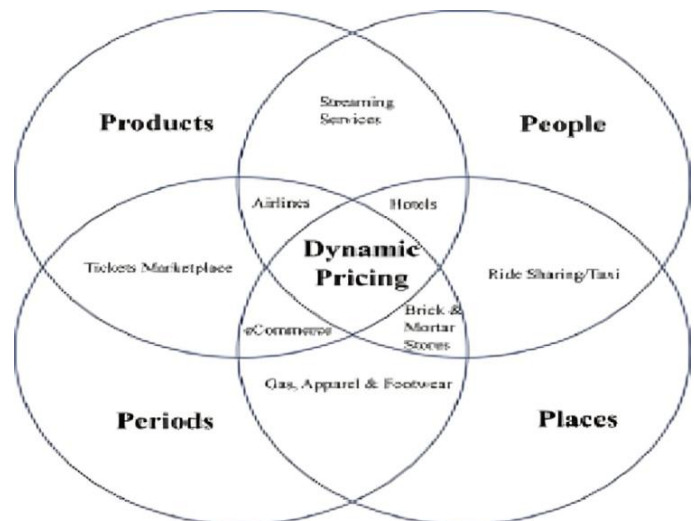 Streaming
Services
Products
People
Airlines
Hotels
Dynamic
Pricing
Tickets Marketplace
Ride Sharing/Taxi
eCommerce
Brick &
Mortar
Stores
Gas, Apparel & Footwear
Periods
Places